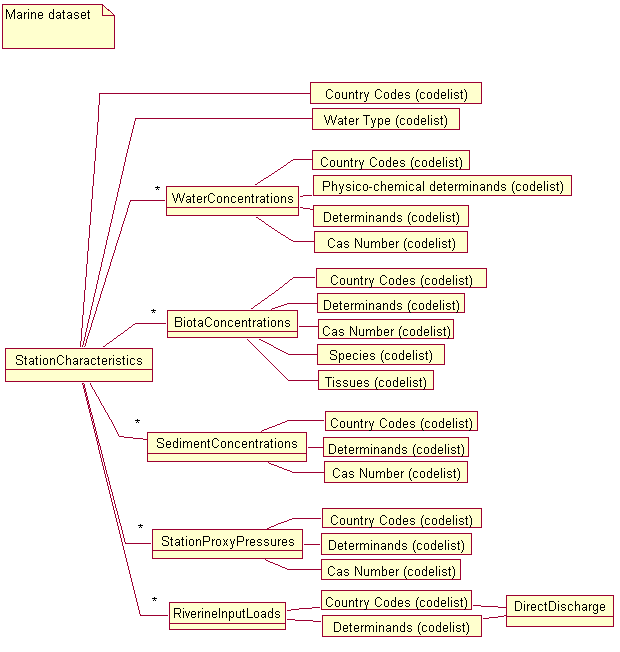 Marine dataset
Country Codes (codelist)
Water Type (codelist)
*
WaterConcentrations
Country Codes (codelist)
Physico-chemical determinands (codelist)
Determinands (codelist)
Cas Number (codelist)
*
BiotaConcentrations
Country Codes (codelist)
Determinands (codelist)
Cas Number (codelist)
Species (codelist)
Tissues (codelist)
StationCharacteristics
*
SedimentConcentrations
Country Codes (codelist)
Determinands (codelist)
Cas Number (codelist)
*
StationProxyPressures
Country Codes (codelist)
Determinands (codelist)
Cas Number (codelist)
*
RiverineInputLoads
Country Codes (codelist)
Determinands (codelist)
DirectDischarge